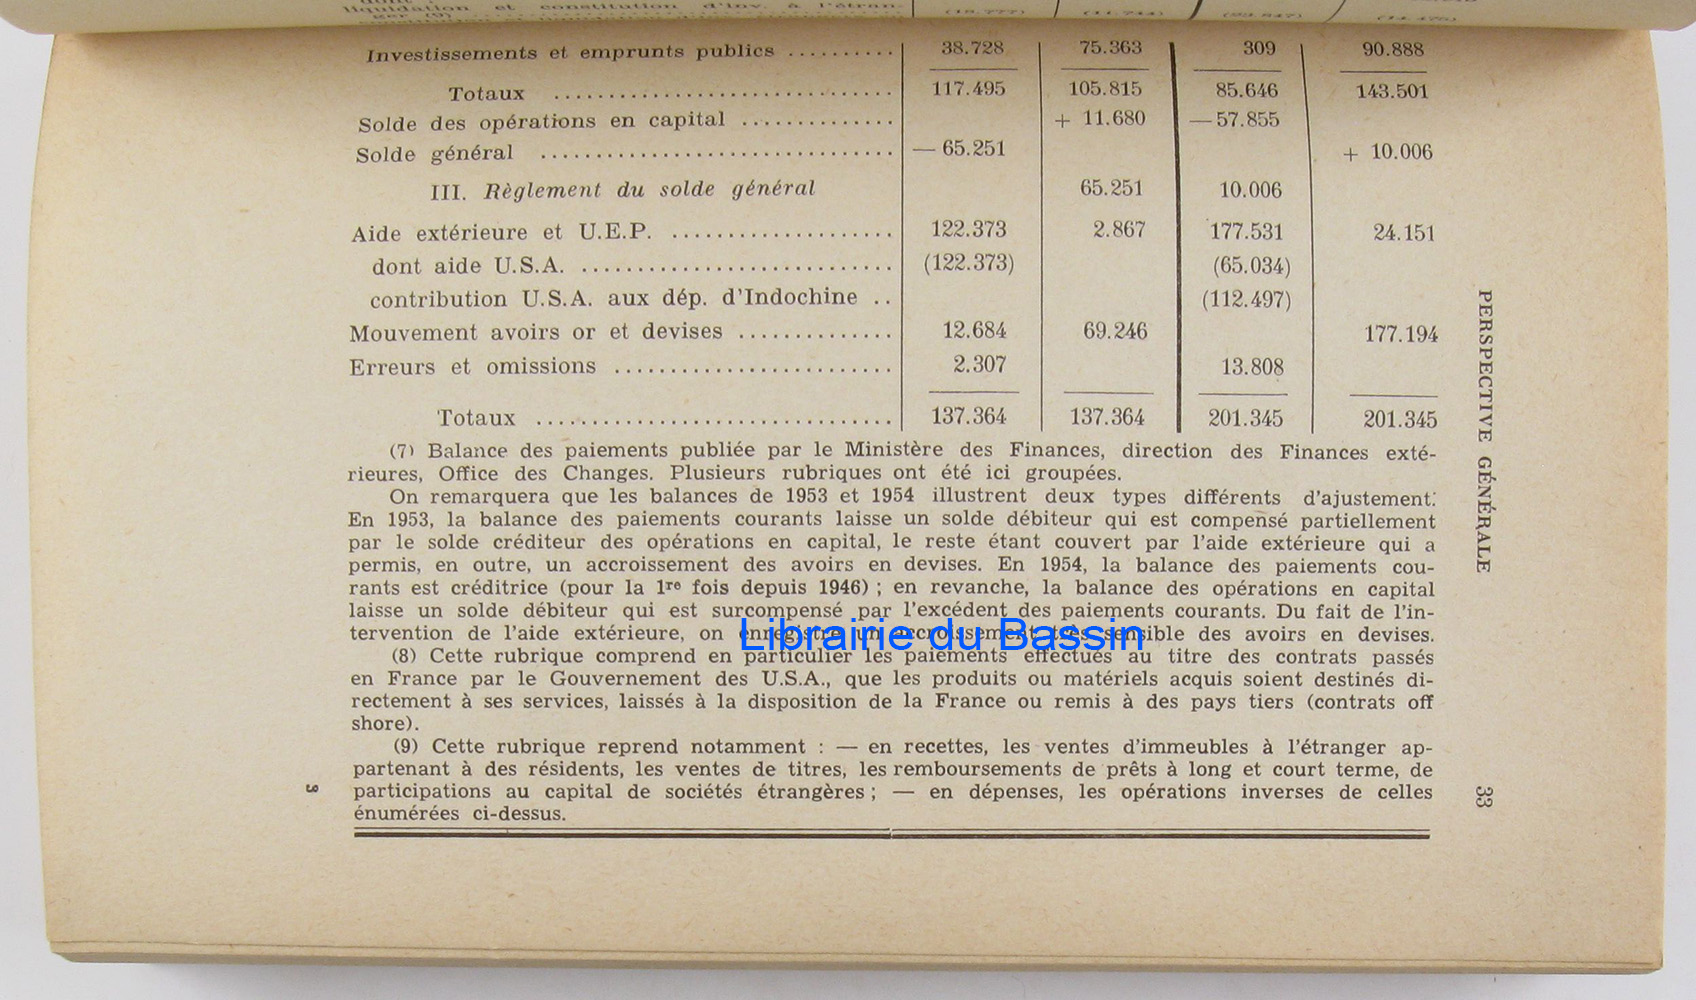 liquidation et constitution d'inv. à l'étran-
ger (9)
Investissements et emprunts publics .......... 38.728 75.363 309 90.888
Totaux ............................... 117.495 105.815 85.646 143.501
Solde des opérations en capital .............. + 11.680 — 57.855
Solde général ................................ — 65.251 + 10.006
III. Règlement du solde général 65.251 10.006
Aide extérieure et U.E.P. .................... 122.373 2.867 177.531 24.151
dont aide U.S.A. ............................ (122.373) (65.034)
contribution U.S.A. aux dép. d'Indochine .. (112.497)
Mouvement avoirs or et devises .............. 12.684 69.246 177.194
Erreurs et omissions ......................... 2.307 13.808
Totaux ................................ 137.364 137.364 201.345 201.345
(7) Balance des paiements publiée par le Ministère des Finances, direction des Finances exté-
rieures, Office des Changes. Plusieurs rubriques ont été ici groupées.
On remarquera que les balances de 1953 et 1954 illustrent deux types différents d'ajustement:
En 1953, la balance des paiements courants laisse un solde débiteur qui est compensé partiellement
par le solde créditeur des opérations en capital, le reste étant couvert par l'aide extérieure qui a
permis, en outre, un accroissement des avoirs en devises. En 1954, la balance des paiements cou-
rants est créditrice (pour la 1re fois depuis 1946) ; en revanche, la balance des opérations en capital
laisse un solde débiteur qui est surcompensé par l'excédent des paiements courants. Du fait de l'in-
tervention de l'aide extérieure, on enregistre un accroissement très sensible des avoirs en devises.
Librairie du Bassin
(8) Cette rubrique comprend en particulier les paiements effectués au titre des contrats passés
en France par le Gouvernement des U.S.A., que les produits ou matériels acquis soient destinés di-
rectement à ses services, laissés à la disposition de la France ou remis à des pays tiers (contrats off
shore).
(9) Cette rubrique reprend notamment : — en recettes, les ventes d'immeubles à l'étranger ap-
partenant à des résidents, les ventes de titres, les remboursements de prêts à long et court terme, de
participations au capital de sociétés étrangères ; — en dépenses, les opérations inverses de celles
énumérées ci-dessus.
3
PERSPECTIVE GÉNÉRALE
33